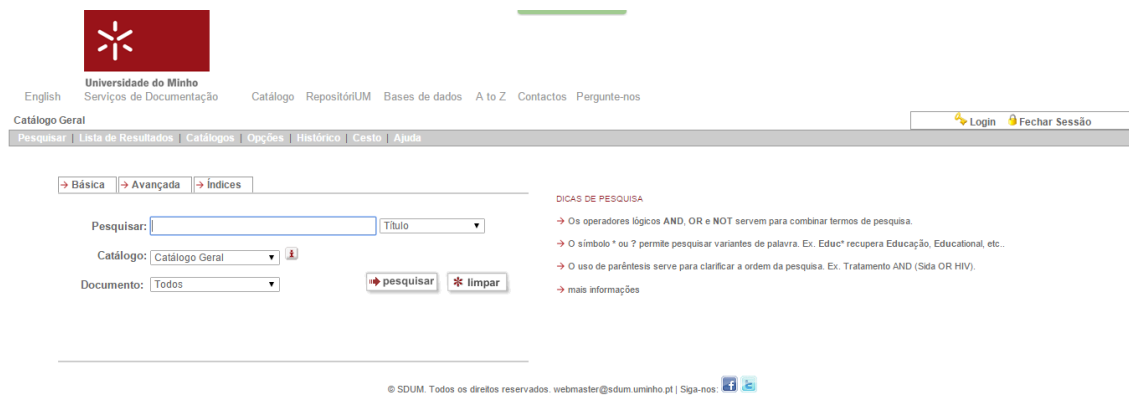 Universidade do Minho
English Serviços de Documentação Catálogo RepositóriUM Bases de dados A to Z Contactos Pergunte-nos
Catálogo Geral
Login Fechar Sessão
Pesquisar | Lista de Resultados | Catálogos | Opções | Histórico | Cesto | Ajuda
Básica Avançada Índices
Pesquisar: Título
Catálogo: Catálogo Geral
Documento: Todos
pesquisar limpar
DICAS DE PESQUISA
Os operadores lógicos AND, OR e NOT servem para combinar termos de pesquisa.
O símbolo * ou ? permite pesquisar variantes de palavra. Ex. Educ* recupera Educação, Educational, etc..
O uso de parêntesis serve para clarificar a ordem da pesquisa. Ex. Tratamento AND (Sida OR HIV).
mais informações
© SDUM. Todos os direitos reservados. webmaster@sdum.uminho.pt | Siga-nos: